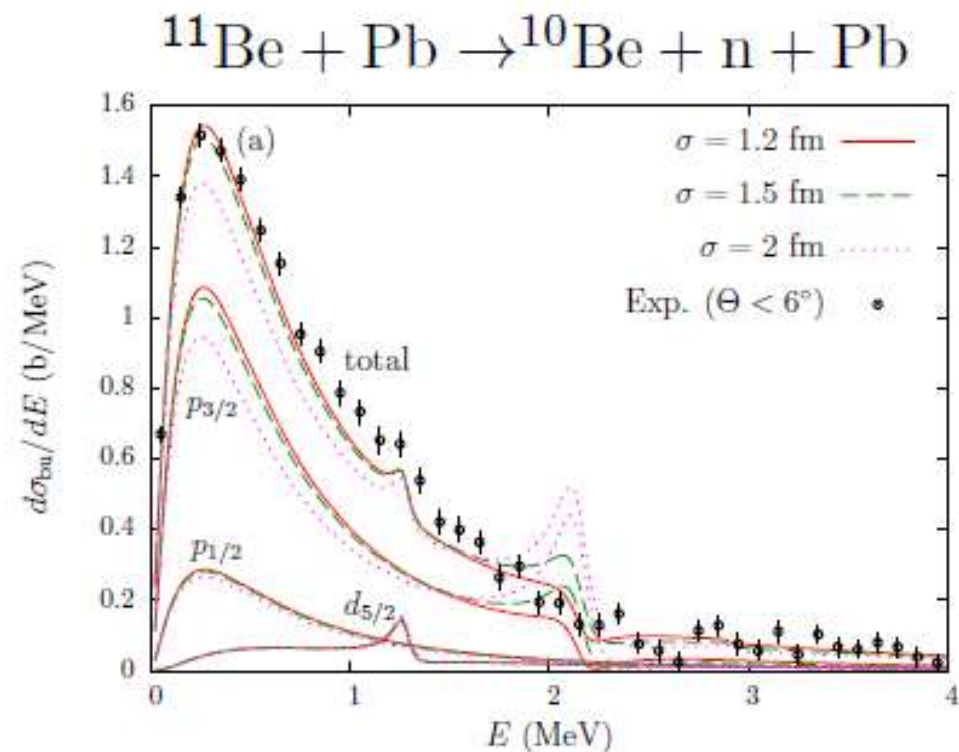 ¹¹Be + Pb →¹⁰Be + n + Pb
1.6
1.4
1.2
1
0.8
0.6
0.4
0.2
0
dσbu/dE (b/MeV)
(a)
σ = 1.2 fm
σ = 1.5 fm
σ = 2 fm
Exp. (Θ < 6°)
total
p3/2
p1/2
d5/2
0 1 2 3 4
E (MeV)